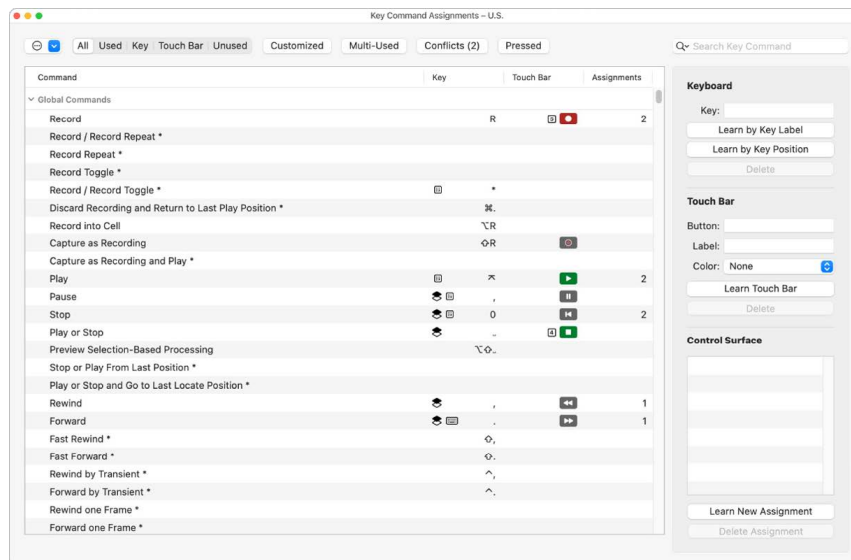 Key Command Assignments – U.S.
All Used Key Touch Bar Unused Customized Multi-Used Conflicts (2) Pressed Search Key Command
Command Key Touch Bar Assignments
Global Commands
Record R 3 2
Record / Record Repeat *
Record Repeat *
Record Toggle *
Record / Record Toggle * *
Discard Recording and Return to Last Play Position * ⌘.
Record into Cell ⌥R
Capture as Recording ⇧R
Capture as Recording and Play *
Play ⌤ 2
Pause ,
Stop 0 2
Play or Stop 4
Preview Selection-Based Processing ⌥⇧
Stop or Play From Last Position *
Play or Stop and Go to Last Locate Position *
Rewind , 1
Forward . 1
Fast Rewind * ⇧,
Fast Forward * ⇧.
Rewind by Transient * ^,
Forward by Transient * ^.
Rewind one Frame *
Forward one Frame *
Keyboard
Key:
Learn by Key Label
Learn by Key Position
Delete
Touch Bar
Button:
Label:
Color: None
Learn Touch Bar
Delete
Control Surface
Learn New Assignment
Delete Assignment